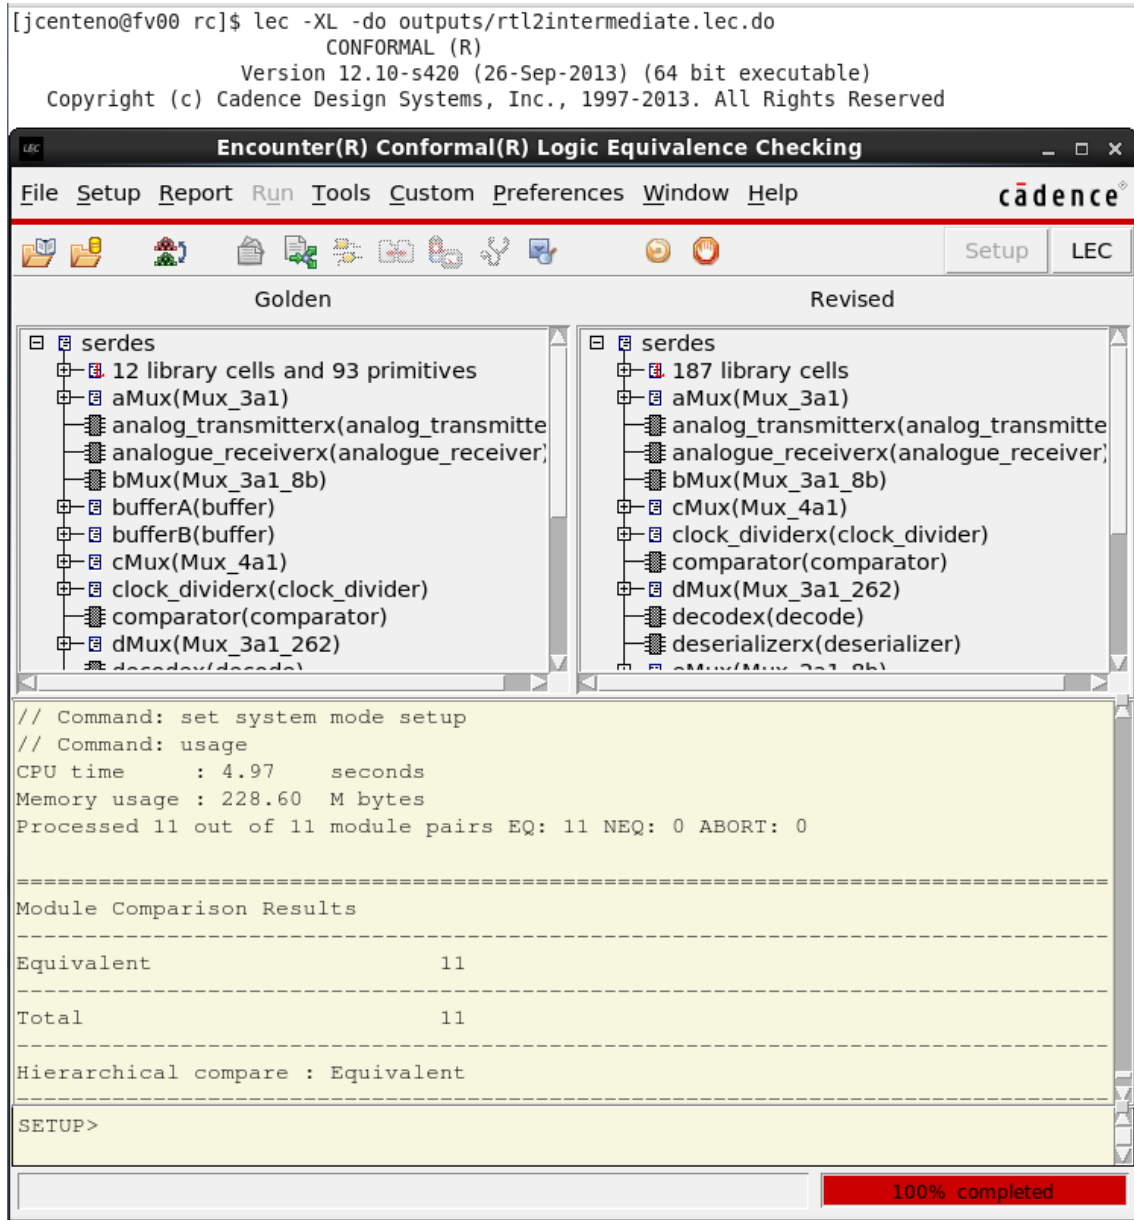 [jcenteno@fv00 rc]$ lec -XL -do outputs/rtl2intermediate.lec.do
CONFORMAL (R)
Version 12.10-s420 (26-Sep-2013) (64 bit executable)
Copyright (c) Cadence Design Systems, Inc., 1997-2013. All Rights Reserved
LEC Encounter(R) Conformal(R) Logic Equivalence Checking
File Setup Report Run Tools Custom Preferences Window Help cādence®
Setup LEC
Golden
serdes
12 library cells and 93 primitives
aMux(Mux_3a1)
analog_transmitterx(analog_transmitte
analogue_receiverx(analogue_receiver)
bMux(Mux_3a1_8b)
bufferA(buffer)
bufferB(buffer)
cMux(Mux_4a1)
clock_dividerx(clock_divider)
comparator(comparator)
dMux(Mux_3a1_262)
decodex(decode)
Revised
serdes
187 library cells
aMux(Mux_3a1)
analog_transmitterx(analog_transmitte
analogue_receiverx(analogue_receiver)
bMux(Mux_3a1_8b)
cMux(Mux_4a1)
clock_dividerx(clock_divider)
comparator(comparator)
dMux(Mux_3a1_262)
decodex(decode)
deserializerx(deserializer)
// Command: set system mode setup
// Command: usage
CPU time      : 4.97    seconds
Memory usage : 228.60  M bytes
Processed 11 out of 11 module pairs EQ: 11 NEQ: 0 ABORT: 0
================================================================================
Module Comparison Results
--------------------------------------------------------------------------------
Equivalent                     11
--------------------------------------------------------------------------------
Total                          11
--------------------------------------------------------------------------------
Hierarchical compare : Equivalent
--------------------------------------------------------------------------------
SETUP>
100% completed